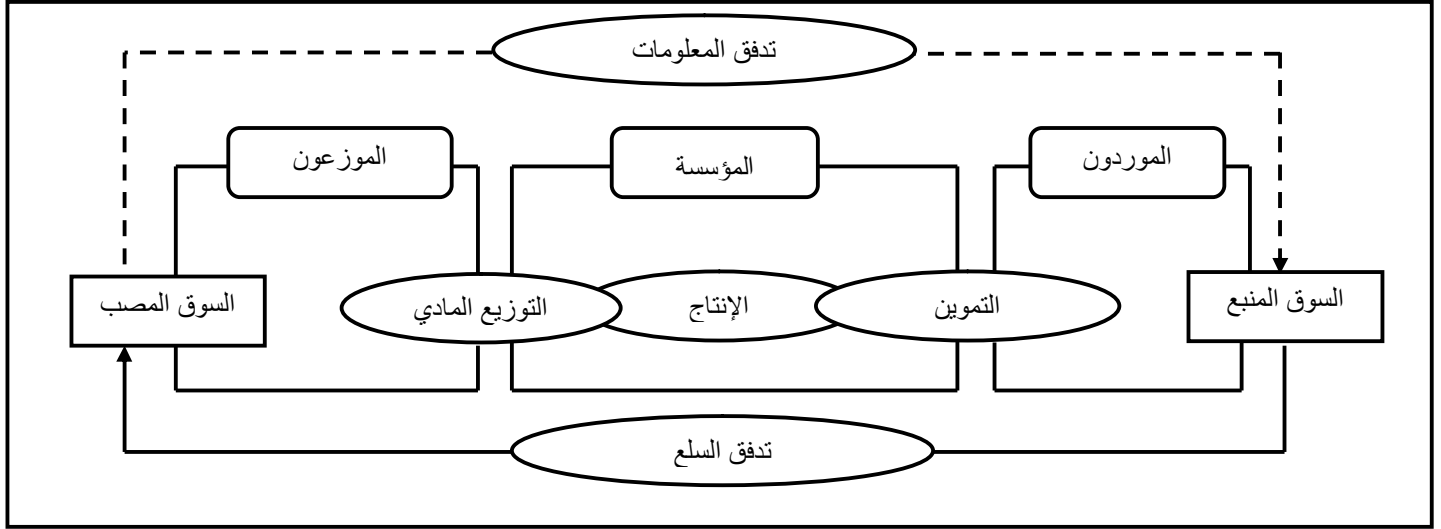 تدفق المعلومات
الموردون
المؤسسة
الموزعون
السوق المنبع
التموين
الإنتاج
التوزيع المادي
السوق المصب
تدفق السلع